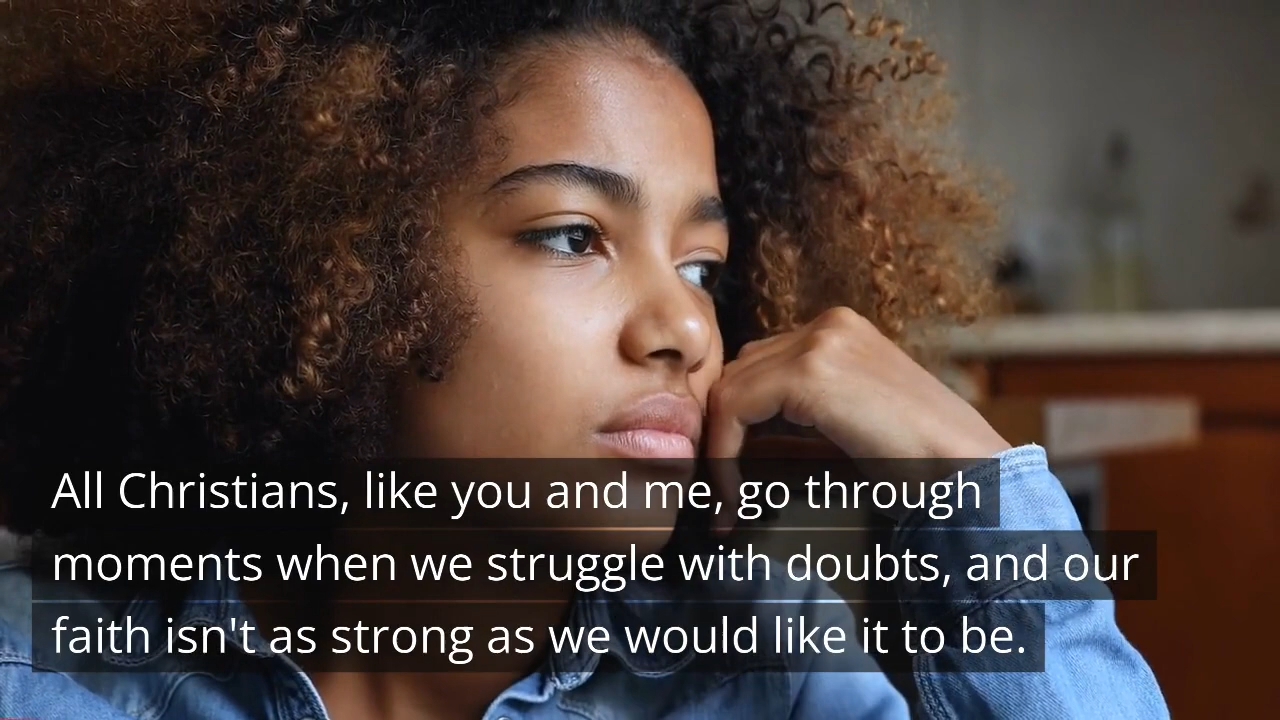 All Christians, like you and me, go through
moments when we struggle with doubts, and our
faith isn't as strong as we would like it to be.